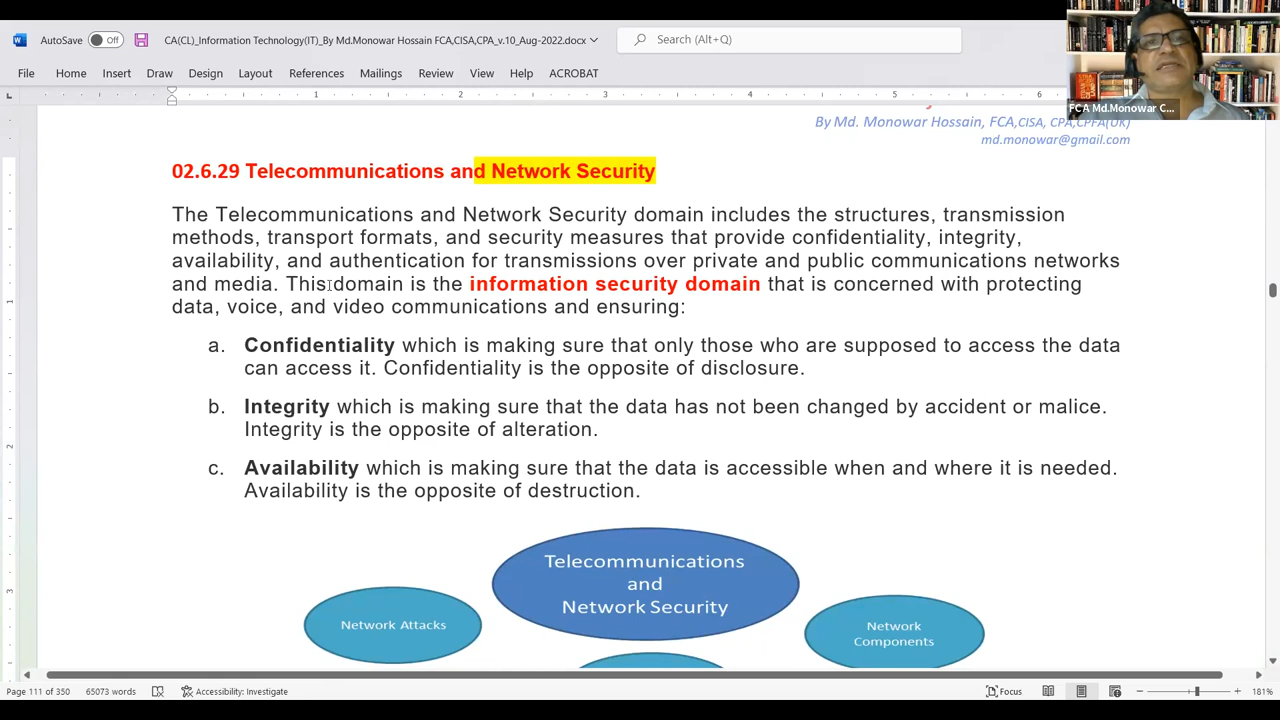 AutoSave Off CA(CL)_Information Technology(IT)_By Md.Monowar Hossain FCA,CISA,CPA_v.10_Aug-2022.docx Search (Alt+Q)
File Home Insert Draw Design Layout References Mailings Review View Help ACROBAT
FCA Md.Monowar C...
1 2 3 4 5 6
By Md. Monowar Hossain, FCA,CISA, CPA,CPFA(UK)
md.monowar@gmail.com
02.6.29 Telecommunications and Network Security
The Telecommunications and Network Security domain includes the structures, transmission
methods, transport formats, and security measures that provide confidentiality, integrity,
availability, and authentication for transmissions over private and public communications networks
and media. This domain is the information security domain that is concerned with protecting
data, voice, and video communications and ensuring:
a. Confidentiality which is making sure that only those who are supposed to access the data
can access it. Confidentiality is the opposite of disclosure.
b. Integrity which is making sure that the data has not been changed by accident or malice.
Integrity is the opposite of alteration.
c. Availability which is making sure that the data is accessible when and where it is needed.
Availability is the opposite of destruction.
Telecommunications
and
Network Security
Network Attacks
Network
Components
1
2
3
Page 111 of 350 65073 words Accessibility: Investigate Focus 181%